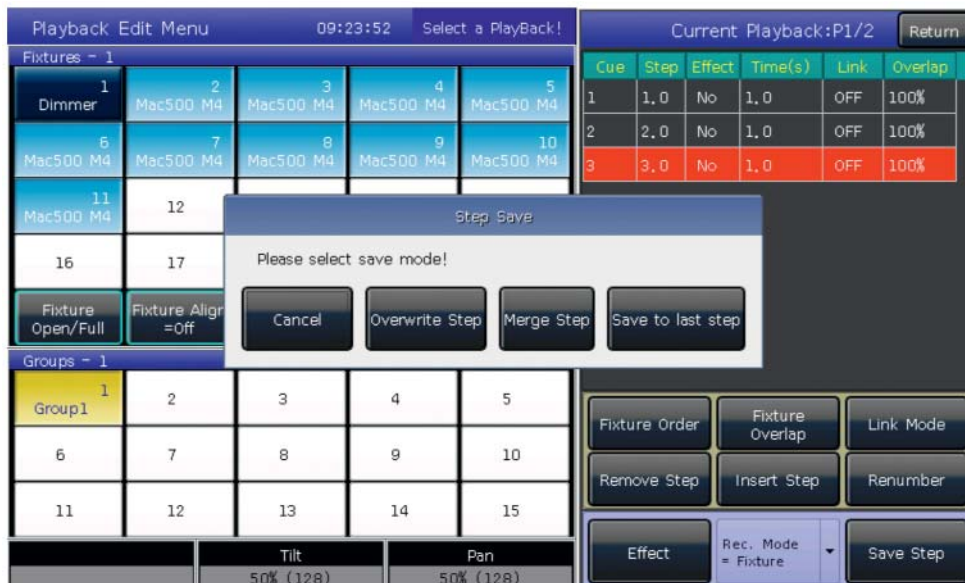 Playback Edit Menu 09:23:52 Select a PlayBack!
Fixtures - 1
1 Dimmer
2 Mac500 M4
3 Mac500 M4
4 Mac500 M4
5 Mac500 M4
6 Mac500 M4
7 Mac500 M4
8 Mac500 M4
9 Mac500 M4
10 Mac500 M4
11 Mac500 M4
12
16
17
Fixture Open/Full
Fixture Align =Off
Groups - 1
1 Group1
2
3
4
5
6
7
8
9
10
11
12
13
14
15
Tilt
50% (128)
Pan
50% (128)
Step Save
Please select save mode!
Cancel
Overwrite Step
Merge Step
Save to last step
Current Playback:P1/2
Return
Cue Step Effect Time(s) Link Overlap
1 1.0 No 1.0 OFF 100%
2 2.0 No 1.0 OFF 100%
3 3.0 No 1.0 OFF 100%
Fixture Order
Fixture Overlap
Link Mode
Remove Step
Insert Step
Renumber
Effect
Rec. Mode = Fixture
Save Step